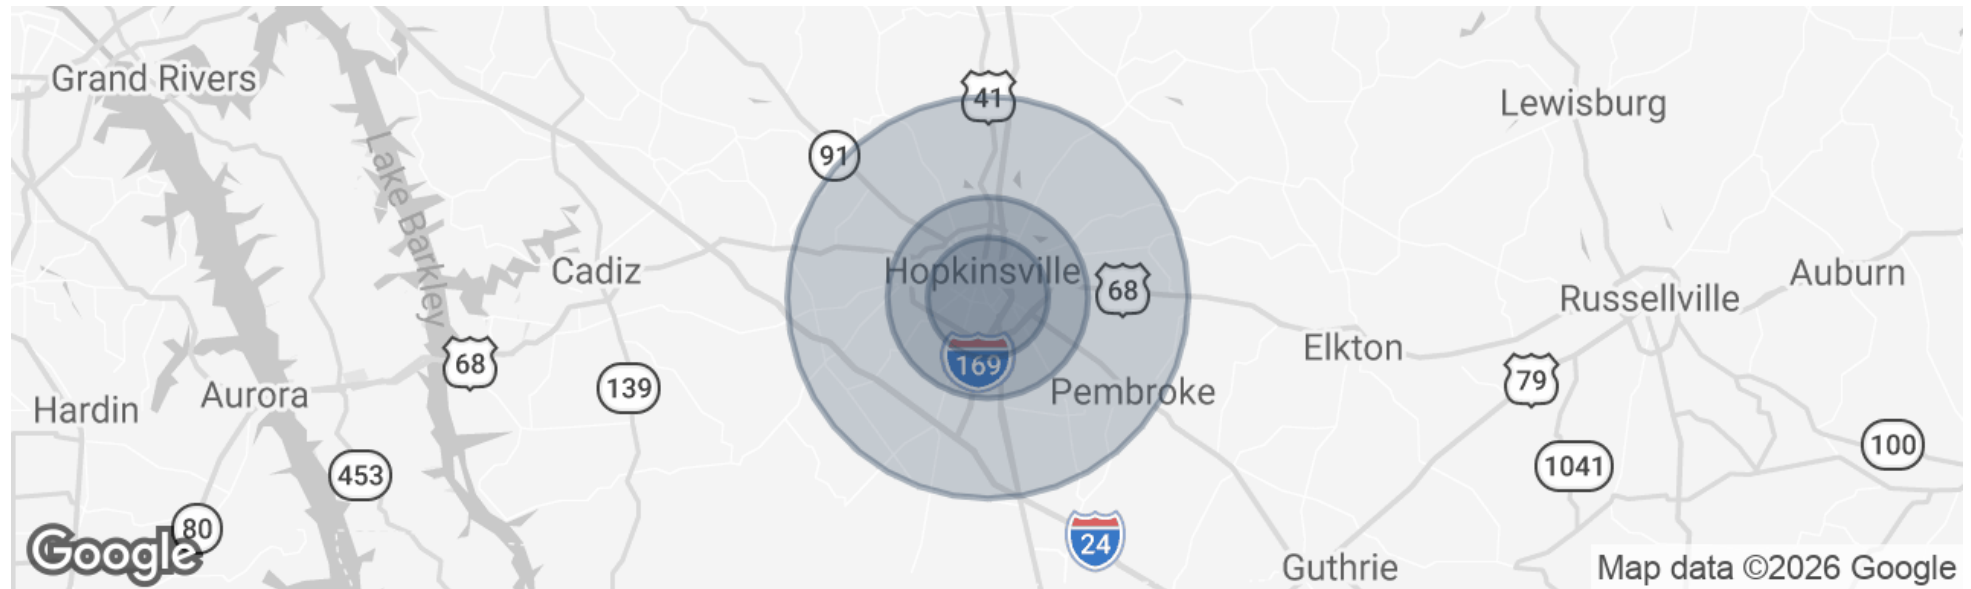 Grand Rivers
41
Lewisburg
91
Lake Barkley
Cadiz
Hopkinsville
68
Auburn
Russellville
Elkton
68
169
79
139
Pembroke
Aurora
Hardin
100
453
1041
80
24
Google
Guthrie
Map data ©2026 Google